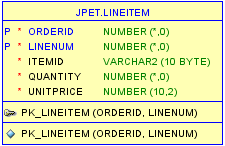 JPET.LINEITEM
P * ORDERID NUMBER (*,0)
P * LINENUM NUMBER (*,0)
* ITEMID VARCHAR2 (10 BYTE)
* QUANTITY NUMBER (*,0)
* UNITPRICE NUMBER (10,2)
PK_LINEITEM (ORDERID, LINENUM)
PK_LINEITEM (ORDERID, LINENUM)